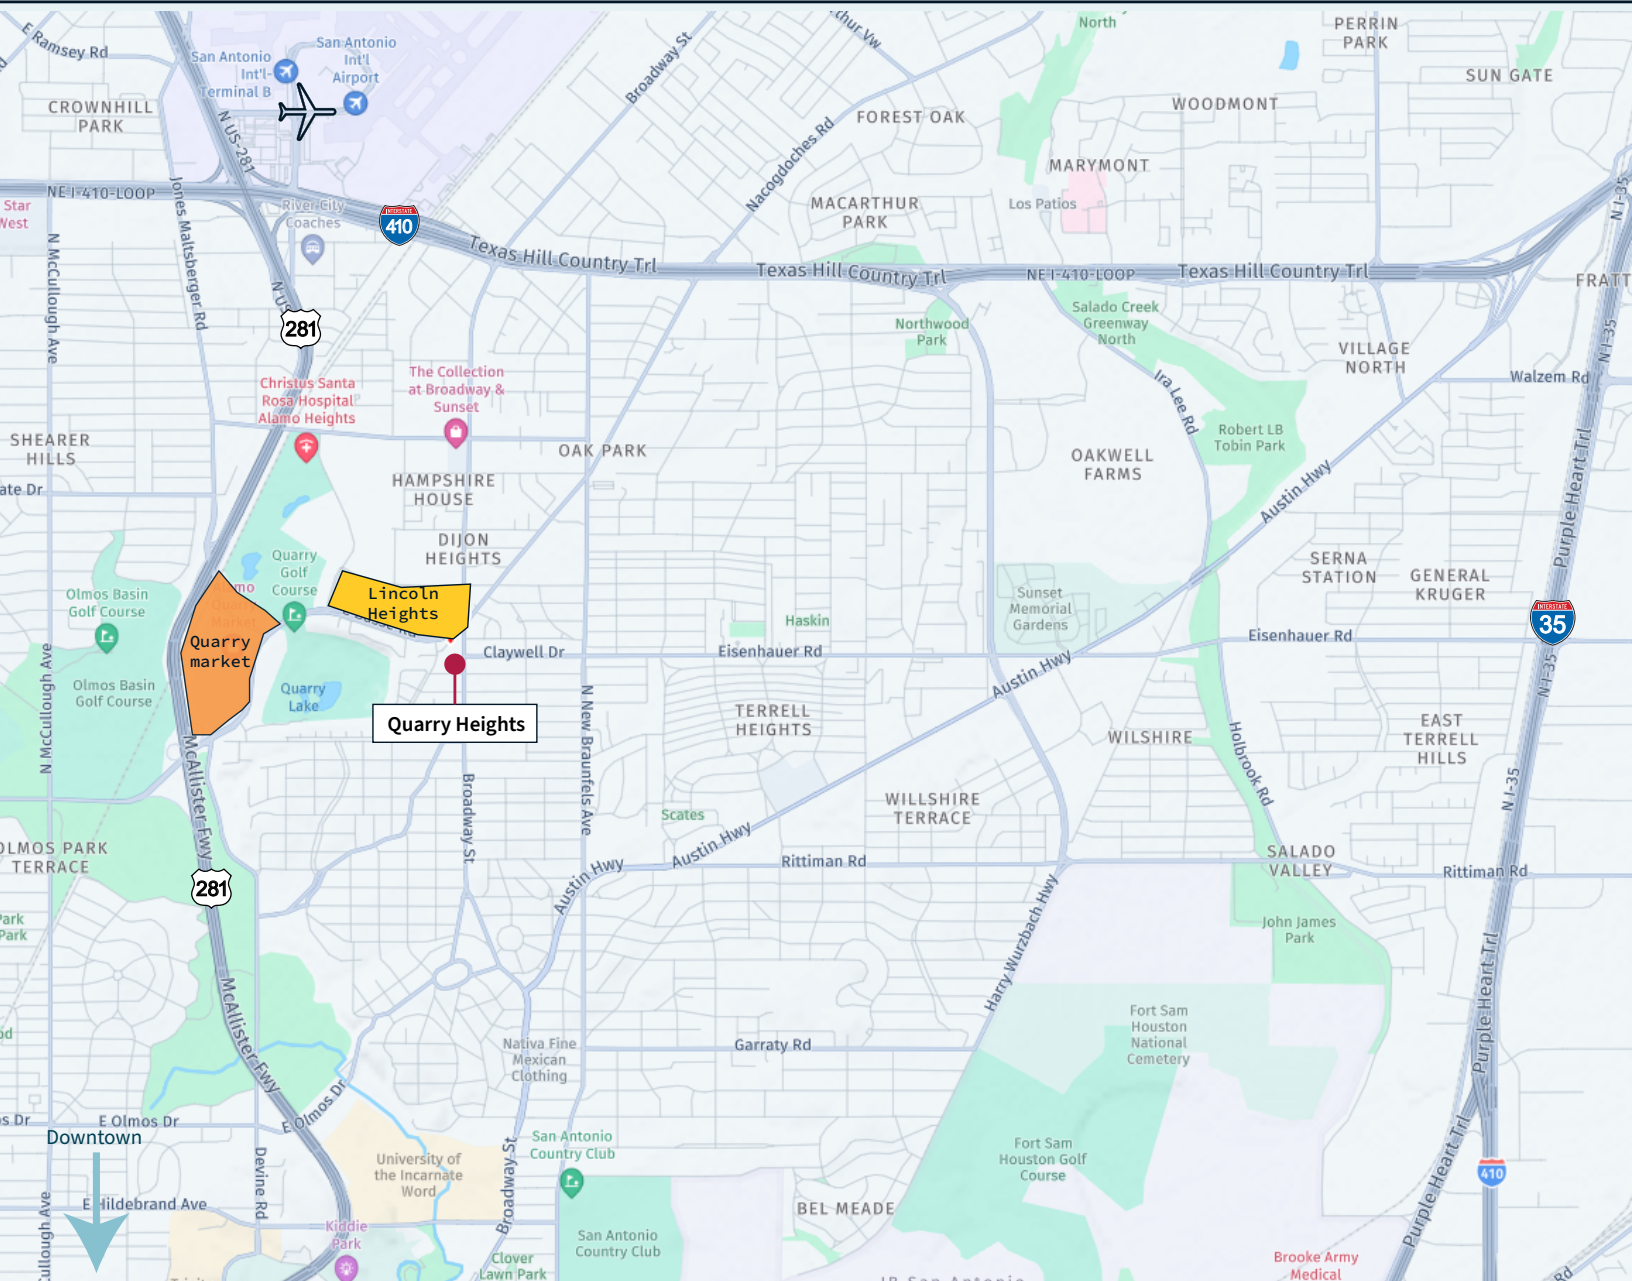 E Ramsey Rd
San Antonio
Int'l-
Terminal B
San Antonio
Int'l
Airport
Broadway St
North
PERRIN
PARK
SUN GATE
CROWNHILL
PARK
N US-281
WOODMONT
FOREST OAK
Nacogdoches Rd
MARYMONT
NE I-410-LOOP
Star
West
Jones Maltsberger Rd
River City
Coaches
INTERSTATE
410
MACARTHUR
PARK
Los Patios
N I-35
Texas Hill Country Trl
Texas Hill Country Trl
NE I-410-LOOP
Texas Hill Country Trl
FRATT
N McCullough Ave
281
Northwood
Park
Salado Creek
Greenway
North
VILLAGE
NORTH
N I-35
Walzem Rd
Ira Lee Rd
The Collection
at Broadway &
Sunset
Christus Santa
Rosa Hospital
Alamo Heights
SHEARER
HILLS
OAK PARK
Robert LB
Tobin Park
OAKWELL
FARMS
HAMPSHIRE
HOUSE
Austin Hwy
Purple Heart Trl
DIJON
HEIGHTS
Quarry
Golf
Course
SERNA
STATION
GENERAL
KRUGER
Olmos Basin
Golf Course
Lincoln
Heights
Sunset
Memorial
Gardens
Haskin
INTERSTATE
35
Quarry
market
Claywell Dr
Eisenhauer Rd
Eisenhauer Rd
Austin Hwy
N I-35
Olmos Basin
Golf Course
Quarry
Lake
Quarry Heights
N McCullough Ave
N New Braunfels Ave
TERRELL
HEIGHTS
WILSHIRE
EAST
TERRELL
HILLS
Holbrook Rd
McAllister Fwy
Broadway St
N I-35
Scates
WILLSHIRE
TERRACE
OLMOS PARK
TERRACE
Austin Hwy
Austin Hwy
Rittiman Rd
SALADO
VALLEY
Rittiman Rd
281
Park
Park
John James
Park
Harry Wurzbach Hwy
Purple Heart Trl
McAllister Fwy
Fort Sam
Houston
National
Cemetery
Nativa Fine
Mexican
Clothing
Garraty Rd
E Olmos Dr
E Olmos Dr
Downtown
University of
the Incarnate
Word
San Antonio
Country Club
Fort Sam
Houston Golf
Course
Purple Heart Trl
410
Devine Rd
Broadway St
E Hildebrand Ave
BEL MEADE
Kiddie
Park
San Antonio
Country Club
Clover
Lawn Park
Brooke Army
Medical